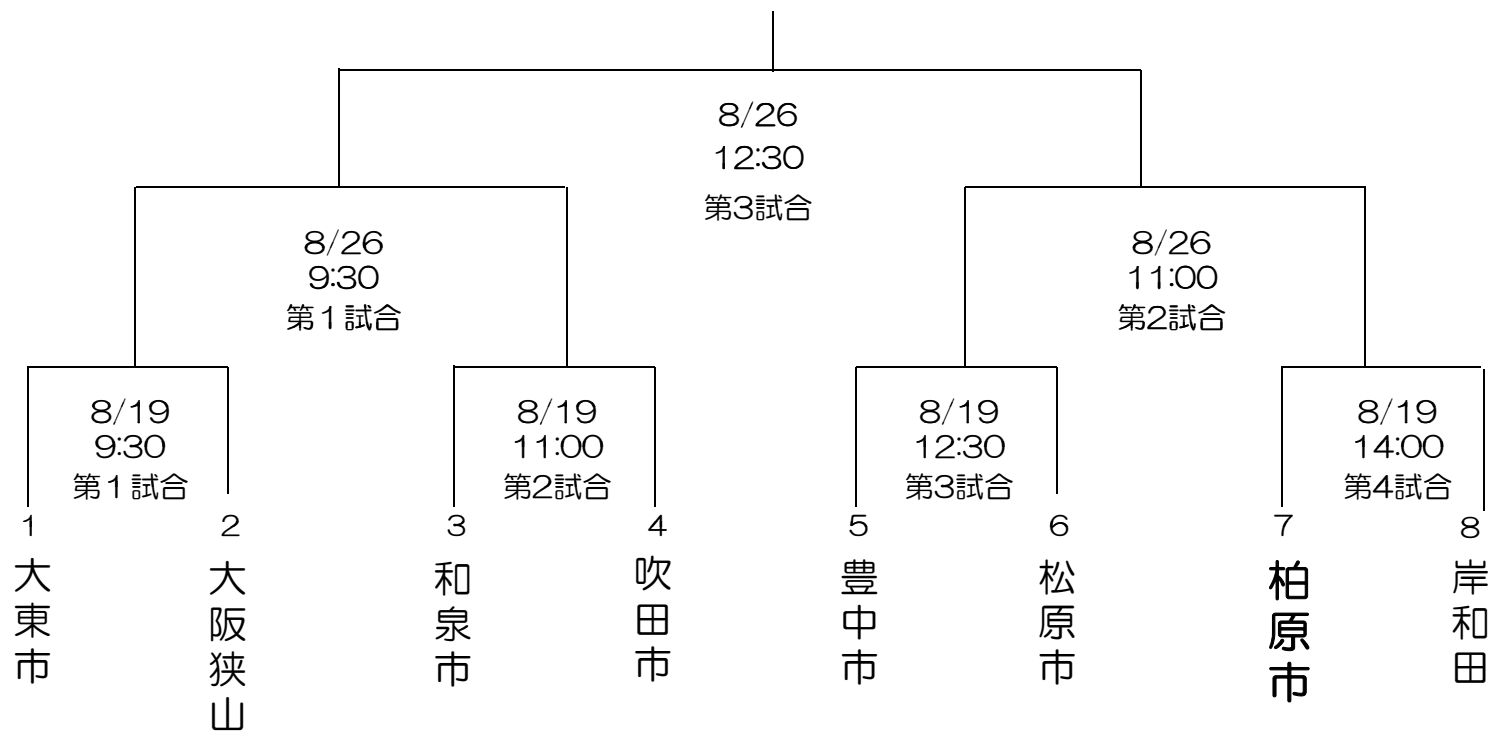 8/26
12:30
第3試合
8/26
9:30
第１試合
8/26
11:00
第2試合
8/19
9:30
第１試合
8/19
11:00
第2試合
8/19
12:30
第3試合
8/19
14:00
第4試合
1
2
3
4
5
6
7
8
大東市
大阪狭山
和泉市
吹田市
豊中市
松原市
柏原市
岸和田